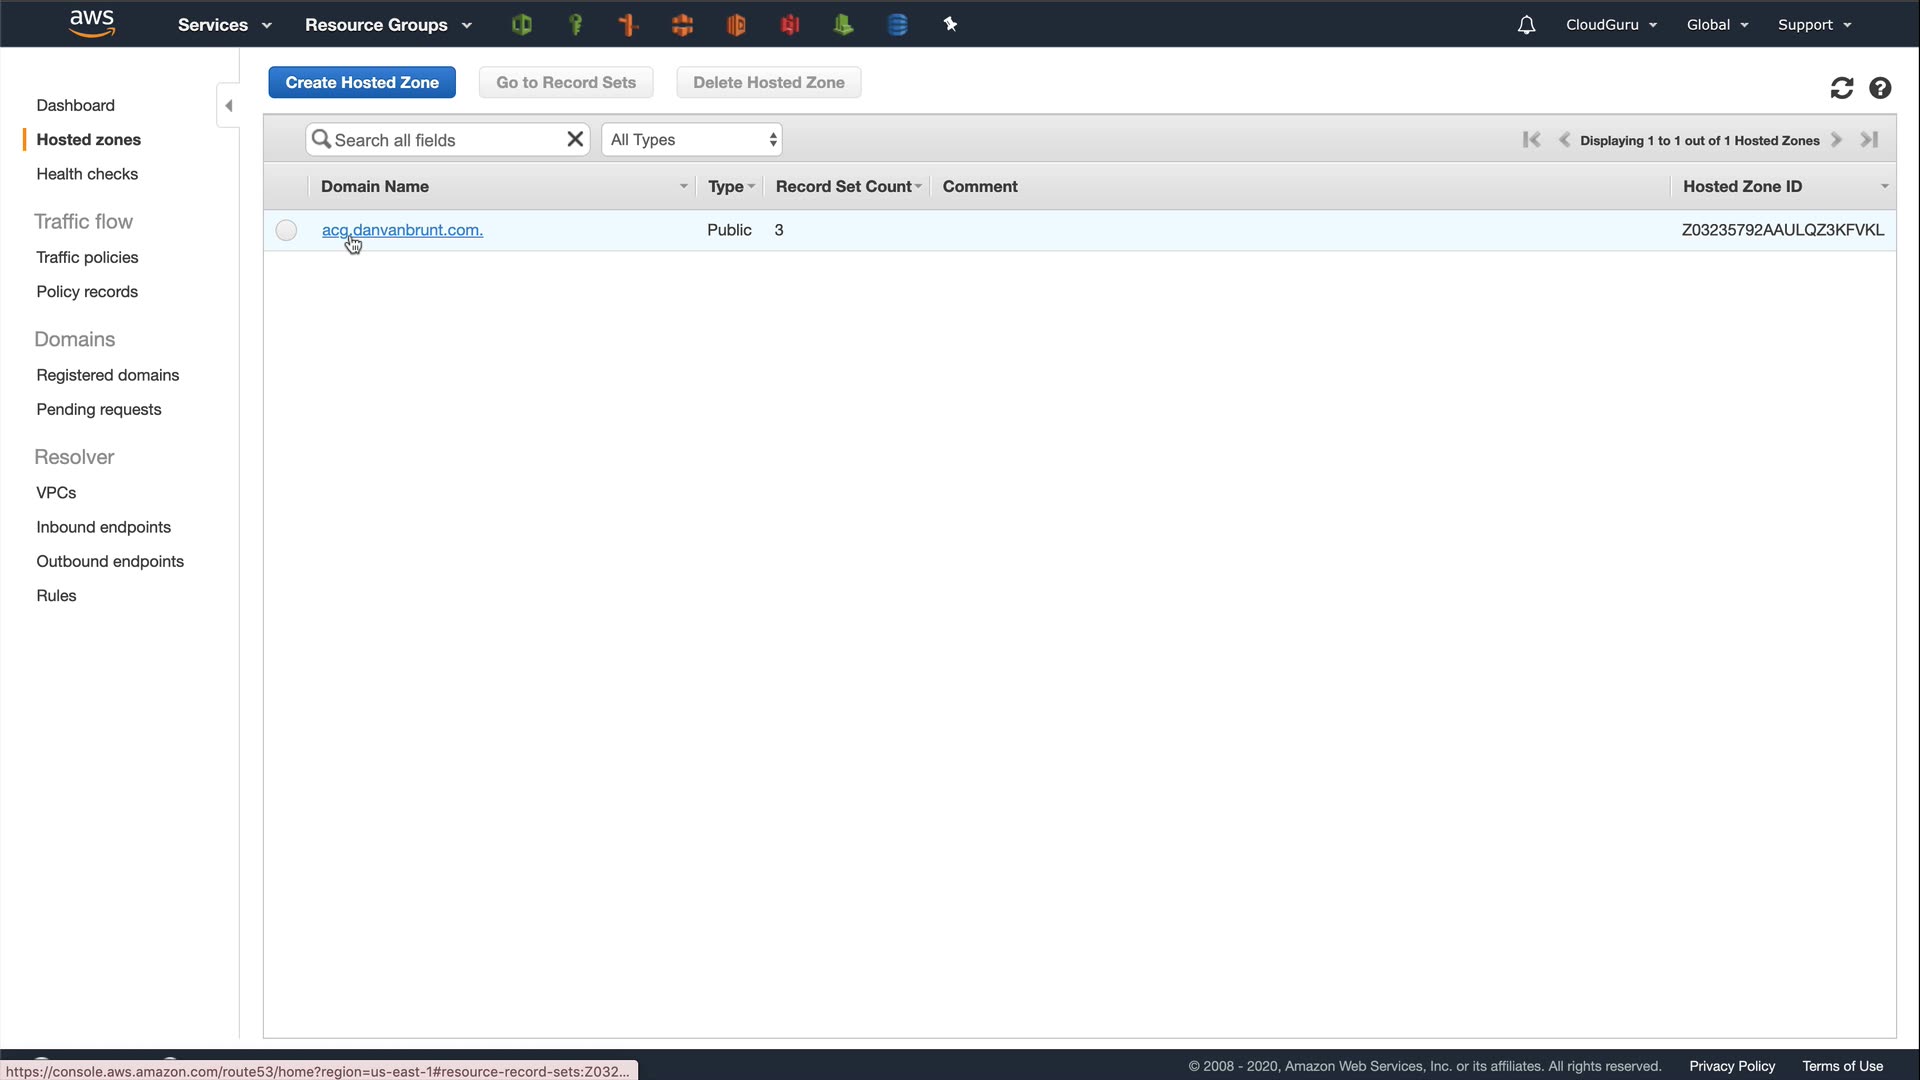 aws Services Resource Groups CloudGuru Global Support
Create Hosted Zone Go to Record Sets Delete Hosted Zone
Dashboard
Hosted zones
Health checks
Traffic flow
Traffic policies
Policy records
Domains
Registered domains
Pending requests
Resolver
VPCs
Inbound endpoints
Outbound endpoints
Rules
Search all fields All Types Displaying 1 to 1 out of 1 Hosted Zones
Domain Name Type Record Set Count Comment Hosted Zone ID
acg.danvanbrunt.com. Public 3 Z03235792AAULQZ3KFVKL
https://console.aws.amazon.com/route53/home?region=us-east-1#resource-record-sets:Z032...
© 2008 - 2020, Amazon Web Services, Inc. or its affiliates. All rights reserved. Privacy Policy Terms of Use